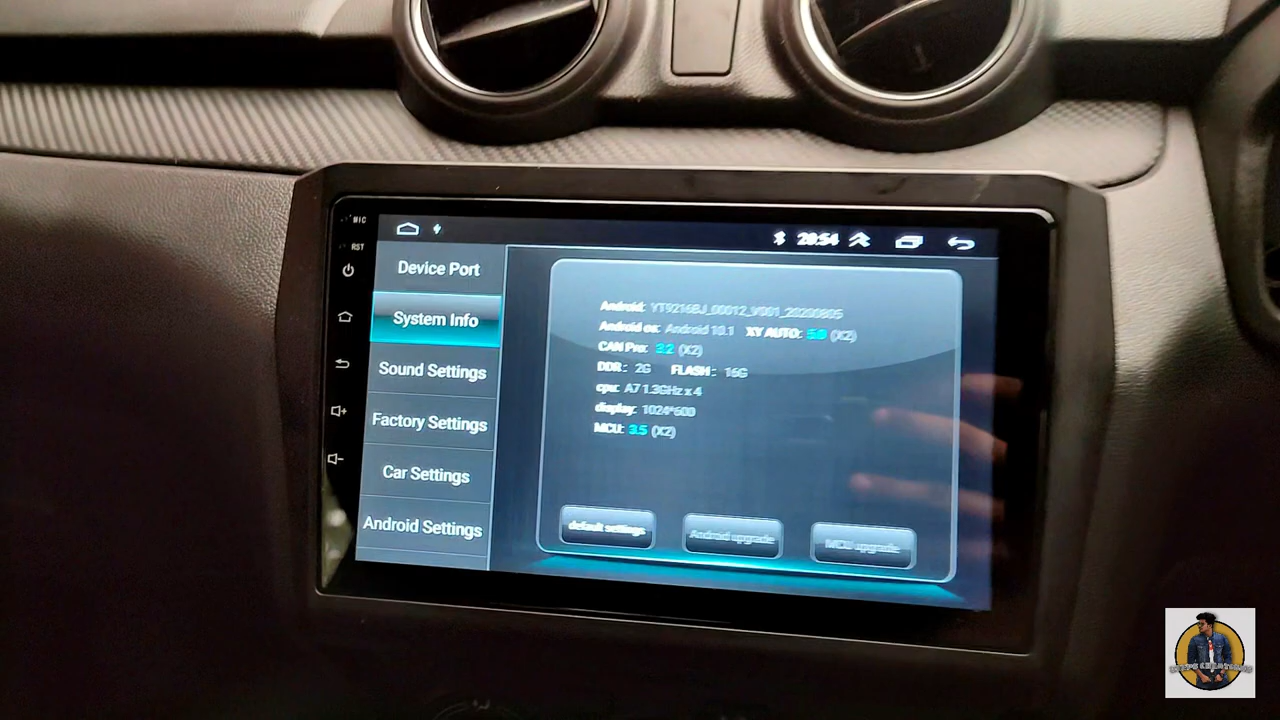 MIC
RST
20:54
Device Port
System Info
Sound Settings
Factory Settings
Car Settings
Android Settings
Android: YT9216BJ_00012_V001_20200805
Android os: Android 10.1 XY AUTO: 5.0 (X2)
CAN Pro: 3.2 (X2)
DDR: 2G FLASH: 16G
cpu: A7 1.3GHz x 4
display: 1024*600
MCU: 3.5 (X2)
default settings
Android upgrade
MCU upgrade